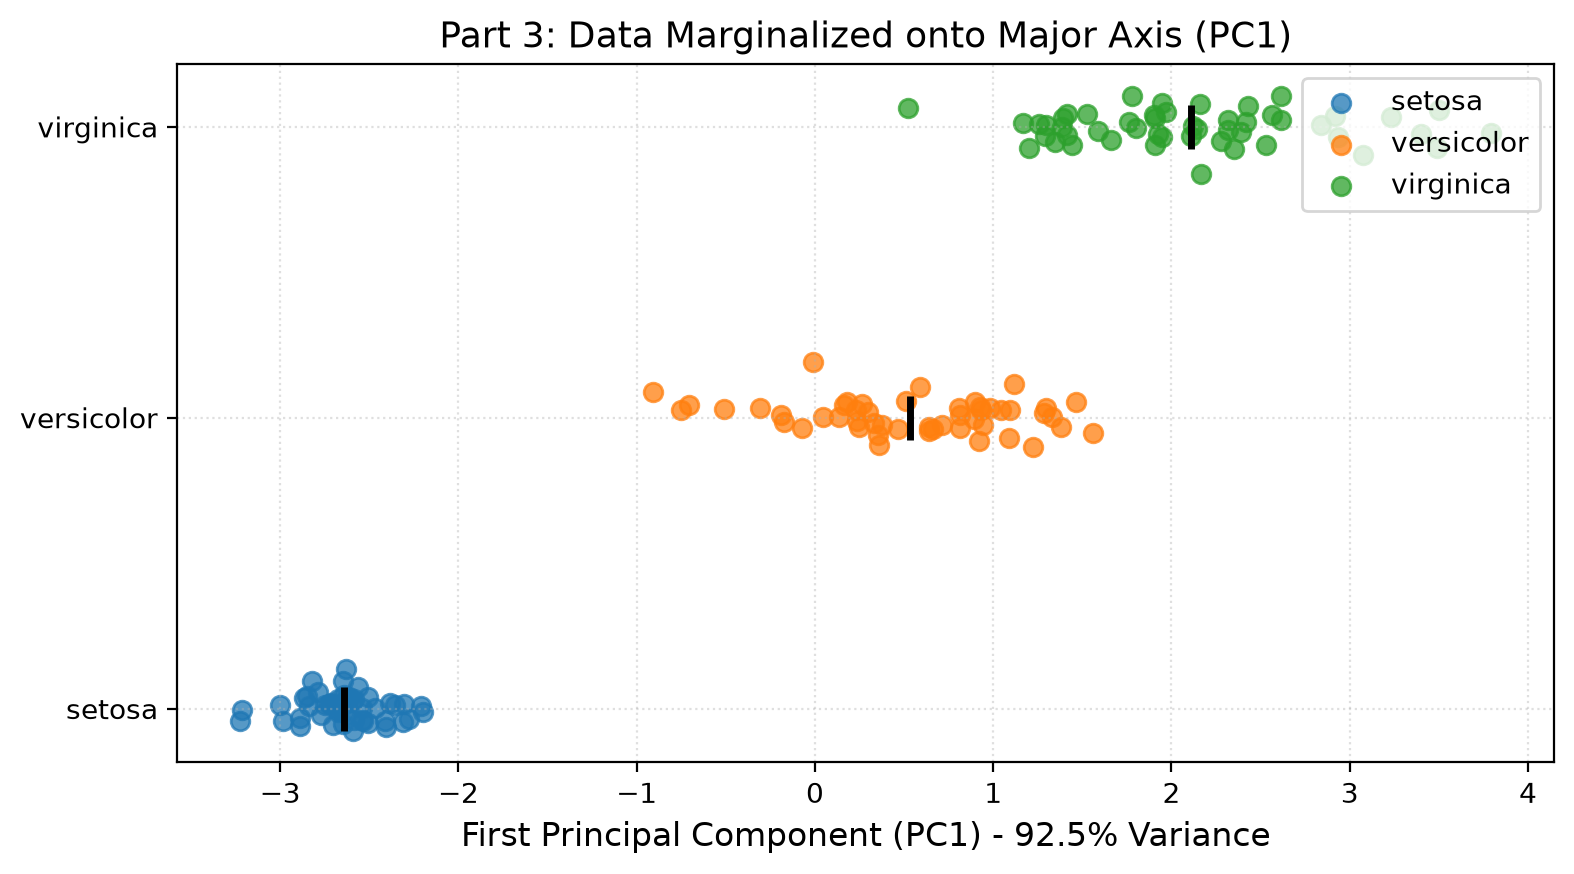 Part 3: Data Marginalized onto Major Axis (PC1)
setosa
versicolor
virginica
virginica
versicolor
setosa
−3
−2
−1
0
1
2
3
4
First Principal Component (PC1) - 92.5% Variance